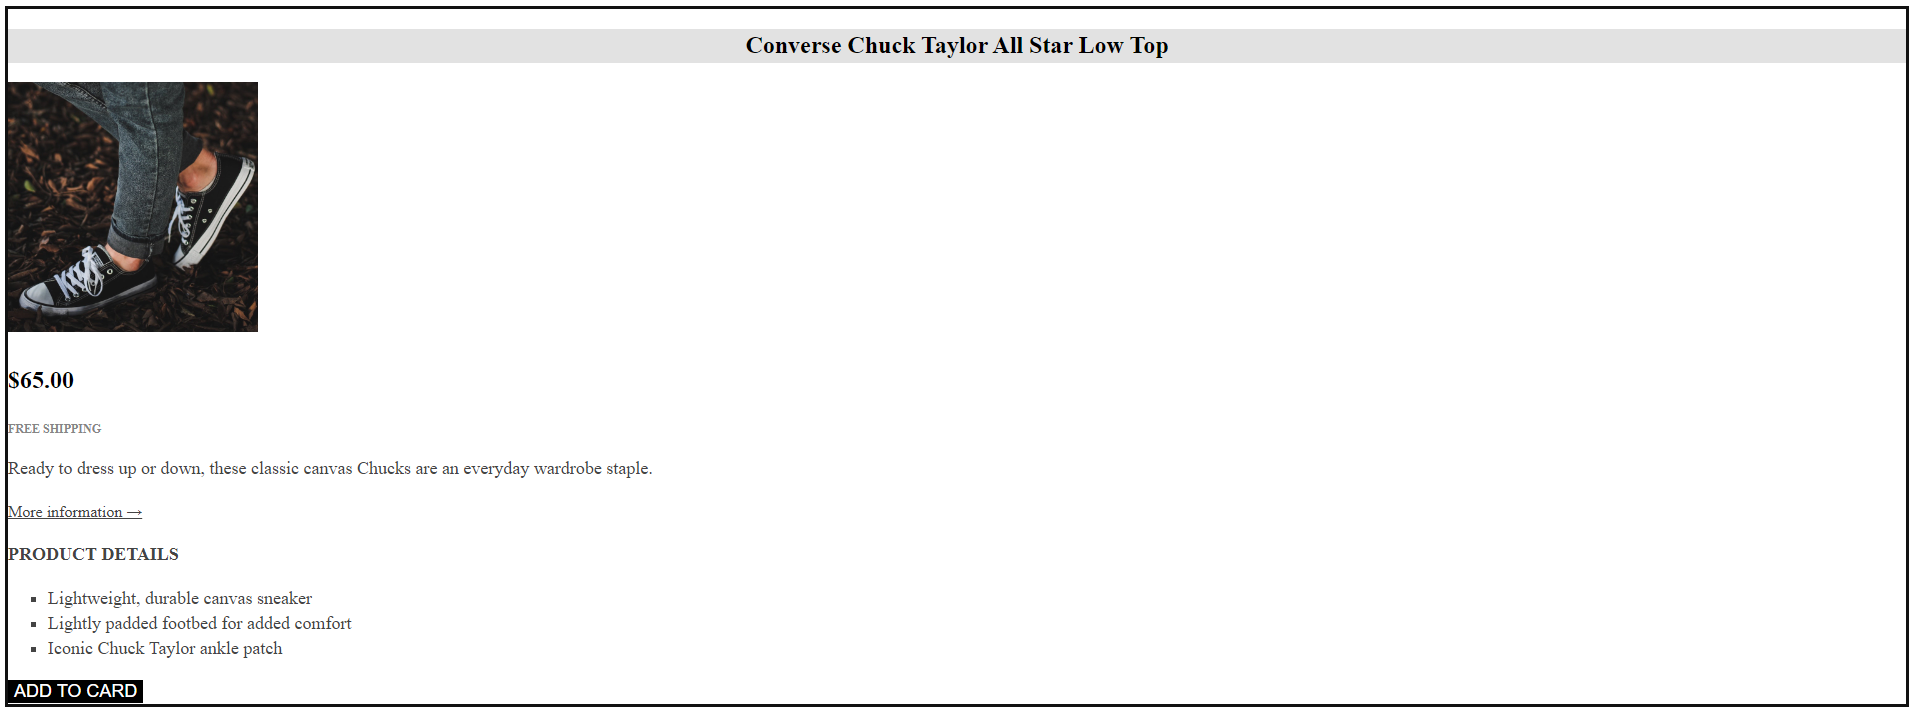 Converse Chuck Taylor All Star Low Top
$65.00
FREE SHIPPING
Ready to dress up or down, these classic canvas Chucks are an everyday wardrobe staple.
More information →
PRODUCT DETAILS
Lightweight, durable canvas sneaker
Lightly padded footbed for added comfort
Iconic Chuck Taylor ankle patch
ADD TO CARD